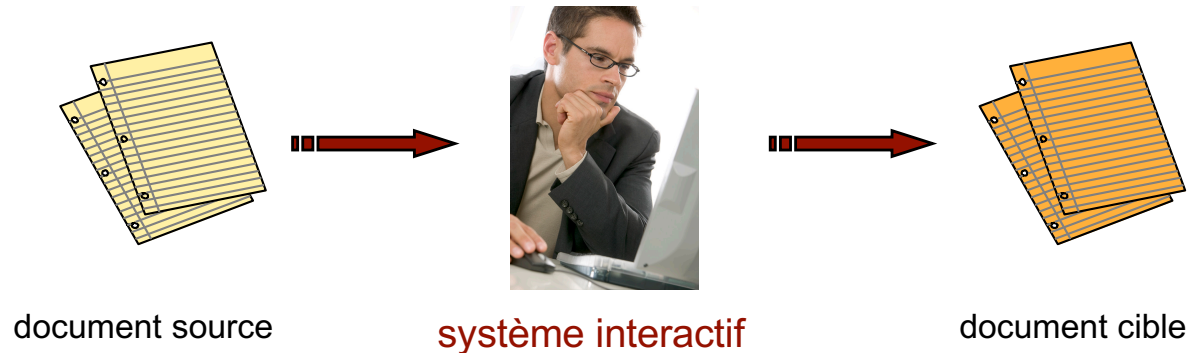 document source
système interactif
document cible